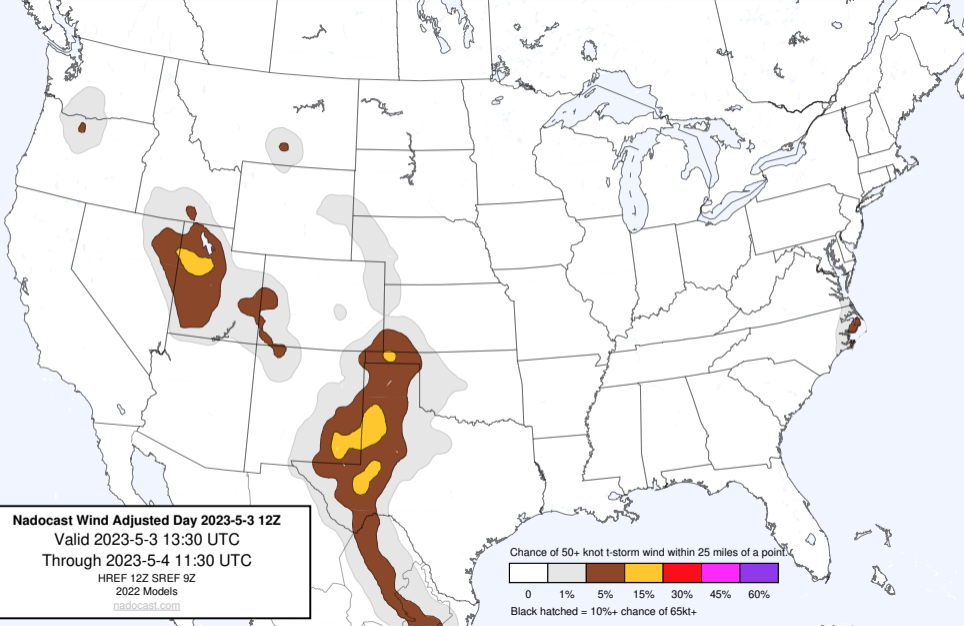 Nadocast Wind Adjusted Day 2023-5-3 12Z
Valid 2023-5-3 13:30 UTC
Through 2023-5-4 11:30 UTC
HREF 12Z SREF 9Z
2022 Models
nadocast.com
Chance of 50+ knot t-storm wind within 25 miles of a point.
0 1% 5% 15% 30% 45% 60%
Black hatched = 10%+ chance of 65kt+